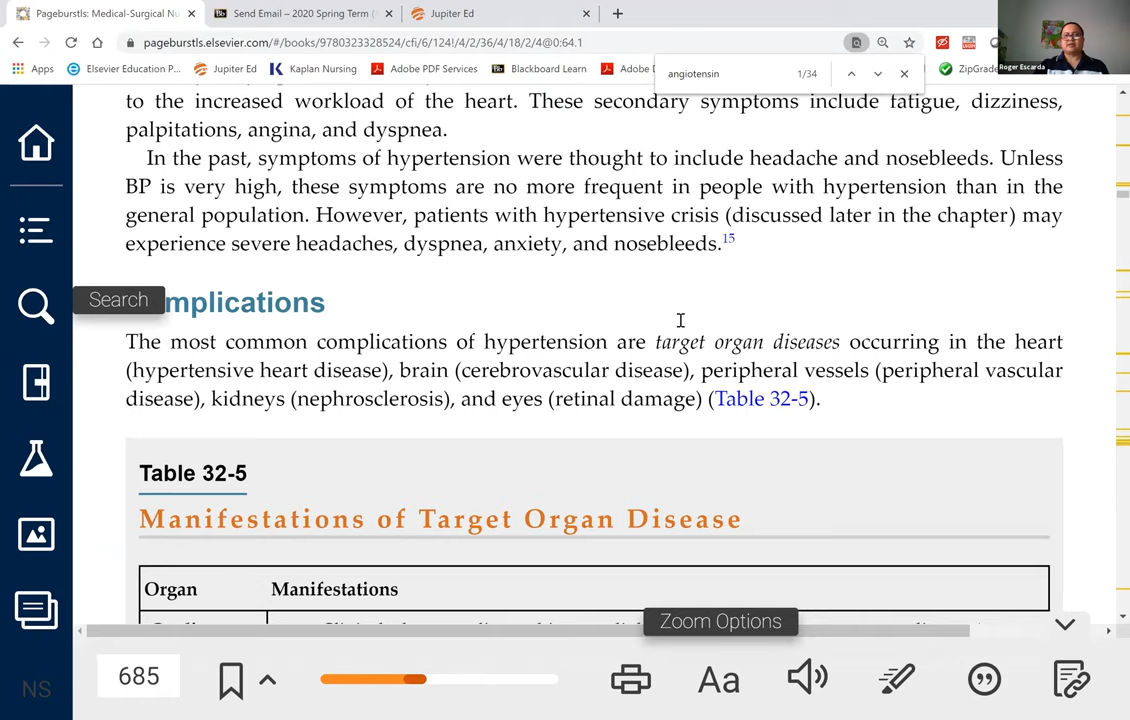 Pageburstls: Medical-Surgical Nu
Send Email – 2020 Spring Term (
Jupiter Ed
pageburstls.elsevier.com/#/books/9780323328524/cfi/6/124!/4/2/36/4/18/2/4@0:64.1
Roger Escarda
Apps
Elsevier Education P...
Jupiter Ed
Kaplan Nursing
Adobe PDF Services
Blackboard Learn
Adobe
angiotensin
1/34
ZipGrade
to the increased workload of the heart. These secondary symptoms include fatigue, dizziness,
palpitations, angina, and dyspnea.
In the past, symptoms of hypertension were thought to include headache and nosebleeds. Unless
BP is very high, these symptoms are no more frequent in people with hypertension than in the
general population. However, patients with hypertensive crisis (discussed later in the chapter) may
experience severe headaches, dyspnea, anxiety, and nosebleeds.15
Search
mplications
The most common complications of hypertension are target organ diseases occurring in the heart
(hypertensive heart disease), brain (cerebrovascular disease), peripheral vessels (peripheral vascular
disease), kidneys (nephrosclerosis), and eyes (retinal damage) (Table 32-5).
Table 32-5
Manifestations of Target Organ Disease
Organ
Manifestations
Zoom Options
NS
685
Aa